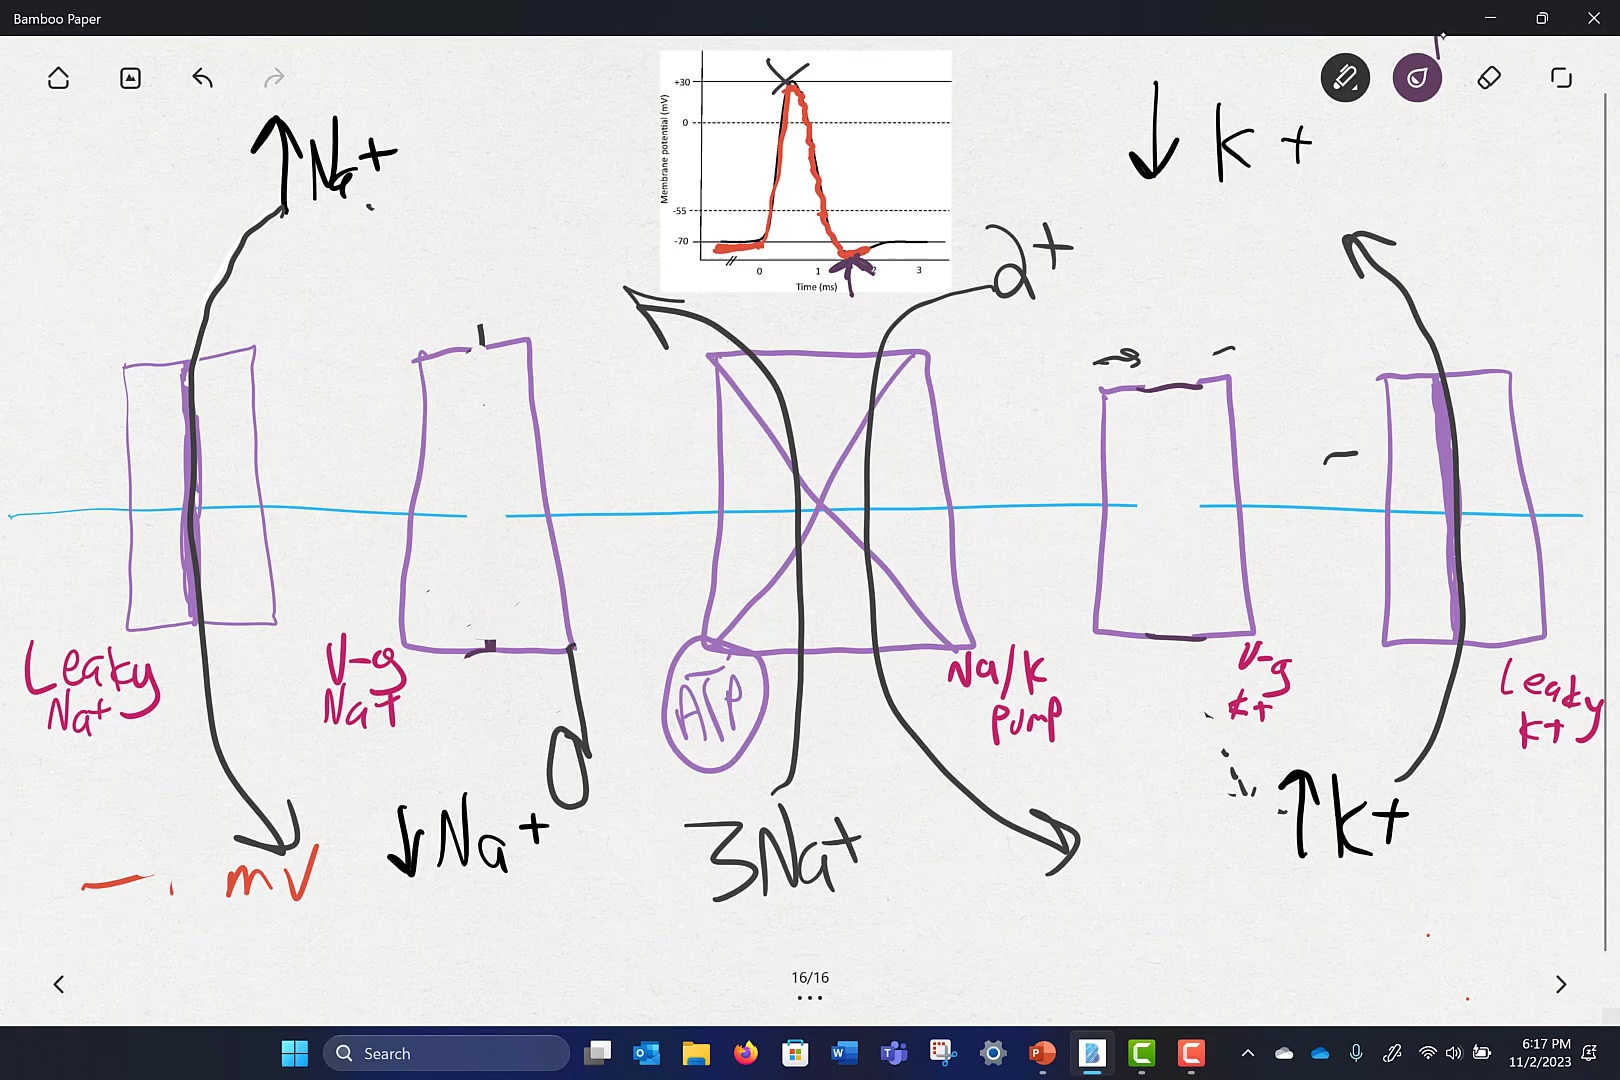 Bamboo Paper
+30
0
-55
-70
Membrane potential (mV)
0
1
2
3
Time (ms)
Na+
K+
2+
Leaky
Na+
V-g
Na+
ATP
Na/K
pump
V-g
K+
Leaky
K+
mV
Na+
3Na+
K+
16/16
Search
6:17 PM
11/2/2023